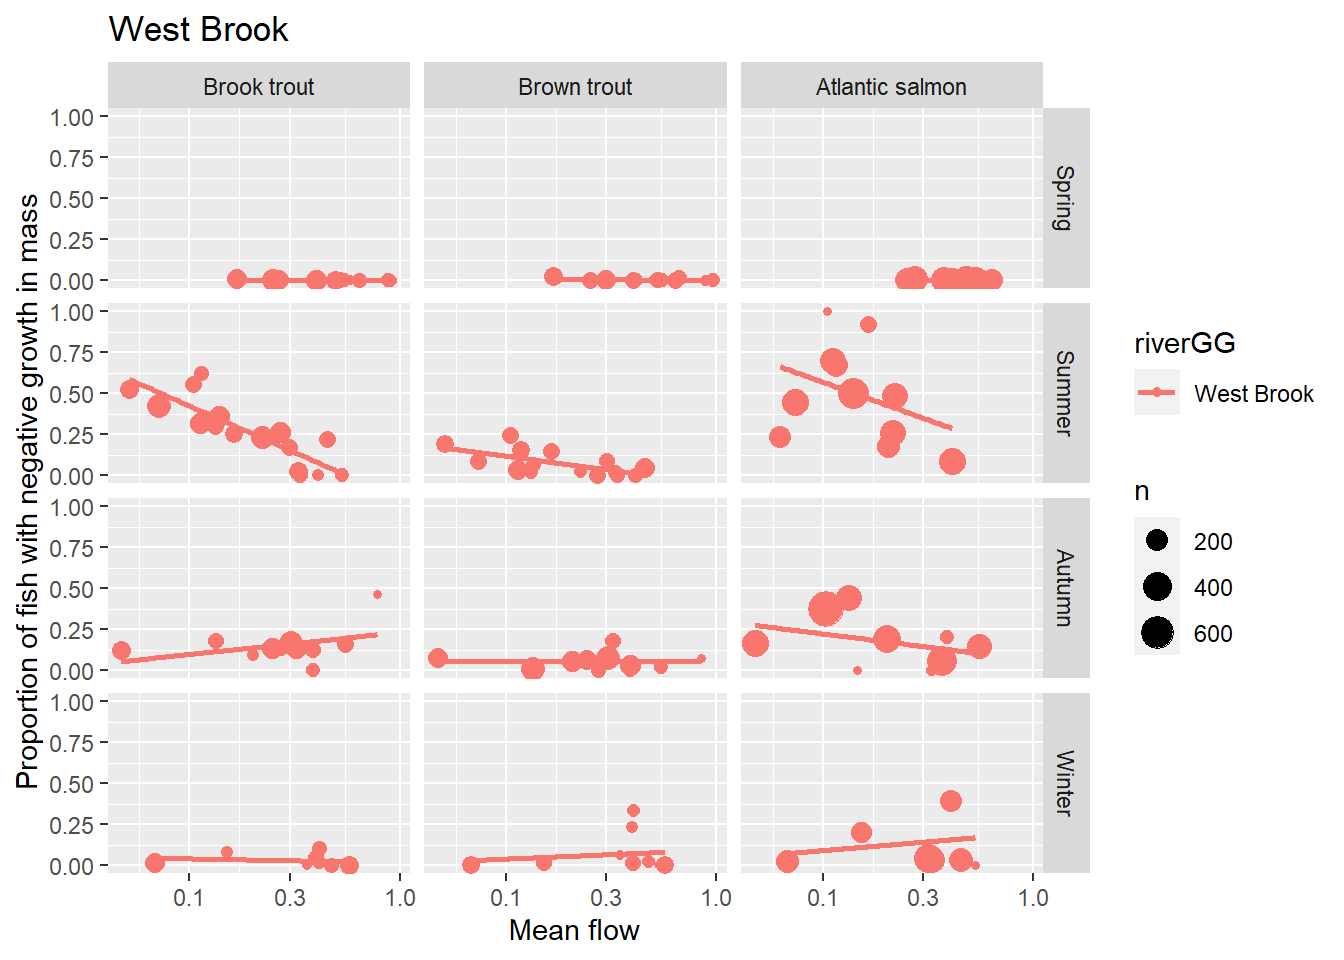 West Brook
Brook trout
Brown trout
Atlantic salmon
Proportion of fish with negative growth in mass
1.00
0.75
0.50
0.25
0.00
Spring
1.00
0.75
0.50
0.25
0.00
Summer
1.00
0.75
0.50
0.25
0.00
Autumn
1.00
0.75
0.50
0.25
0.00
Winter
0.1 0.3 1.0
0.1 0.3 1.0
0.1 0.3 1.0
Mean flow
riverGG
West Brook
n
200
400
600